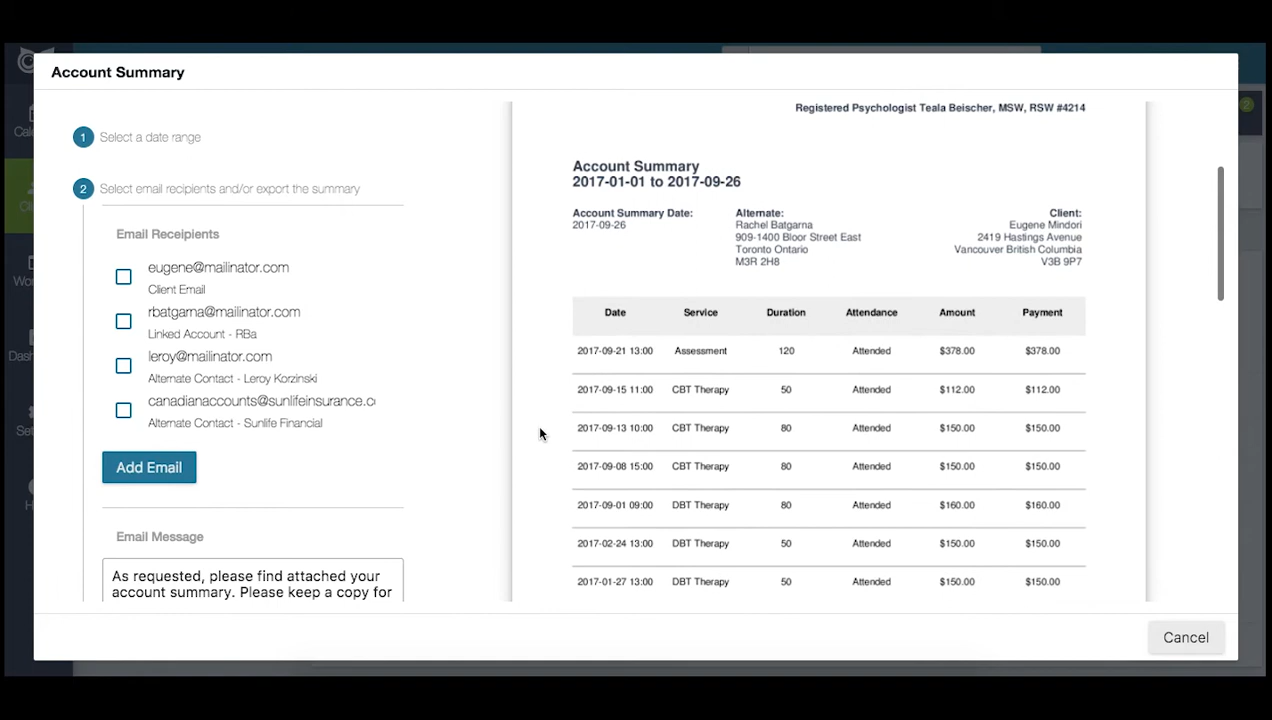 Account Summary
1 Select a date range
2 Select email recipients and/or export the summary
Email Receipients
eugene@mailinator.com
Client Email
rbatgarna@mailinator.com
Linked Account - RBa
leroy@mailinator.com
Alternate Contact - Leroy Korzinski
canadianaccounts@sunlifeinsurance.c
Alternate Contact - Sunlife Financial
Add Email
Email Message
As requested, please find attached your
account summary. Please keep a copy for
Registered Psychologist Teala Beischer, MSW, RSW #4214
Account Summary
2017-01-01 to 2017-09-26
Account Summary Date:
2017-09-26
Alternate:
Rachel Batgarna
909-1400 Bloor Street East
Toronto Ontario
M3R 2H8
Client:
Eugene Mindori
2419 Hastings Avenue
Vancouver British Columbia
V3B 9P7
Date Service Duration Attendance Amount Payment
2017-09-21 13:00 Assessment 120 Attended $378.00 $378.00
2017-09-15 11:00 CBT Therapy 50 Attended $112.00 $112.00
2017-09-13 10:00 CBT Therapy 80 Attended $150.00 $150.00
2017-09-08 15:00 CBT Therapy 80 Attended $150.00 $150.00
2017-09-01 09:00 DBT Therapy 80 Attended $160.00 $160.00
2017-02-24 13:00 DBT Therapy 50 Attended $150.00 $150.00
2017-01-27 13:00 DBT Therapy 50 Attended $150.00 $150.00
Cancel